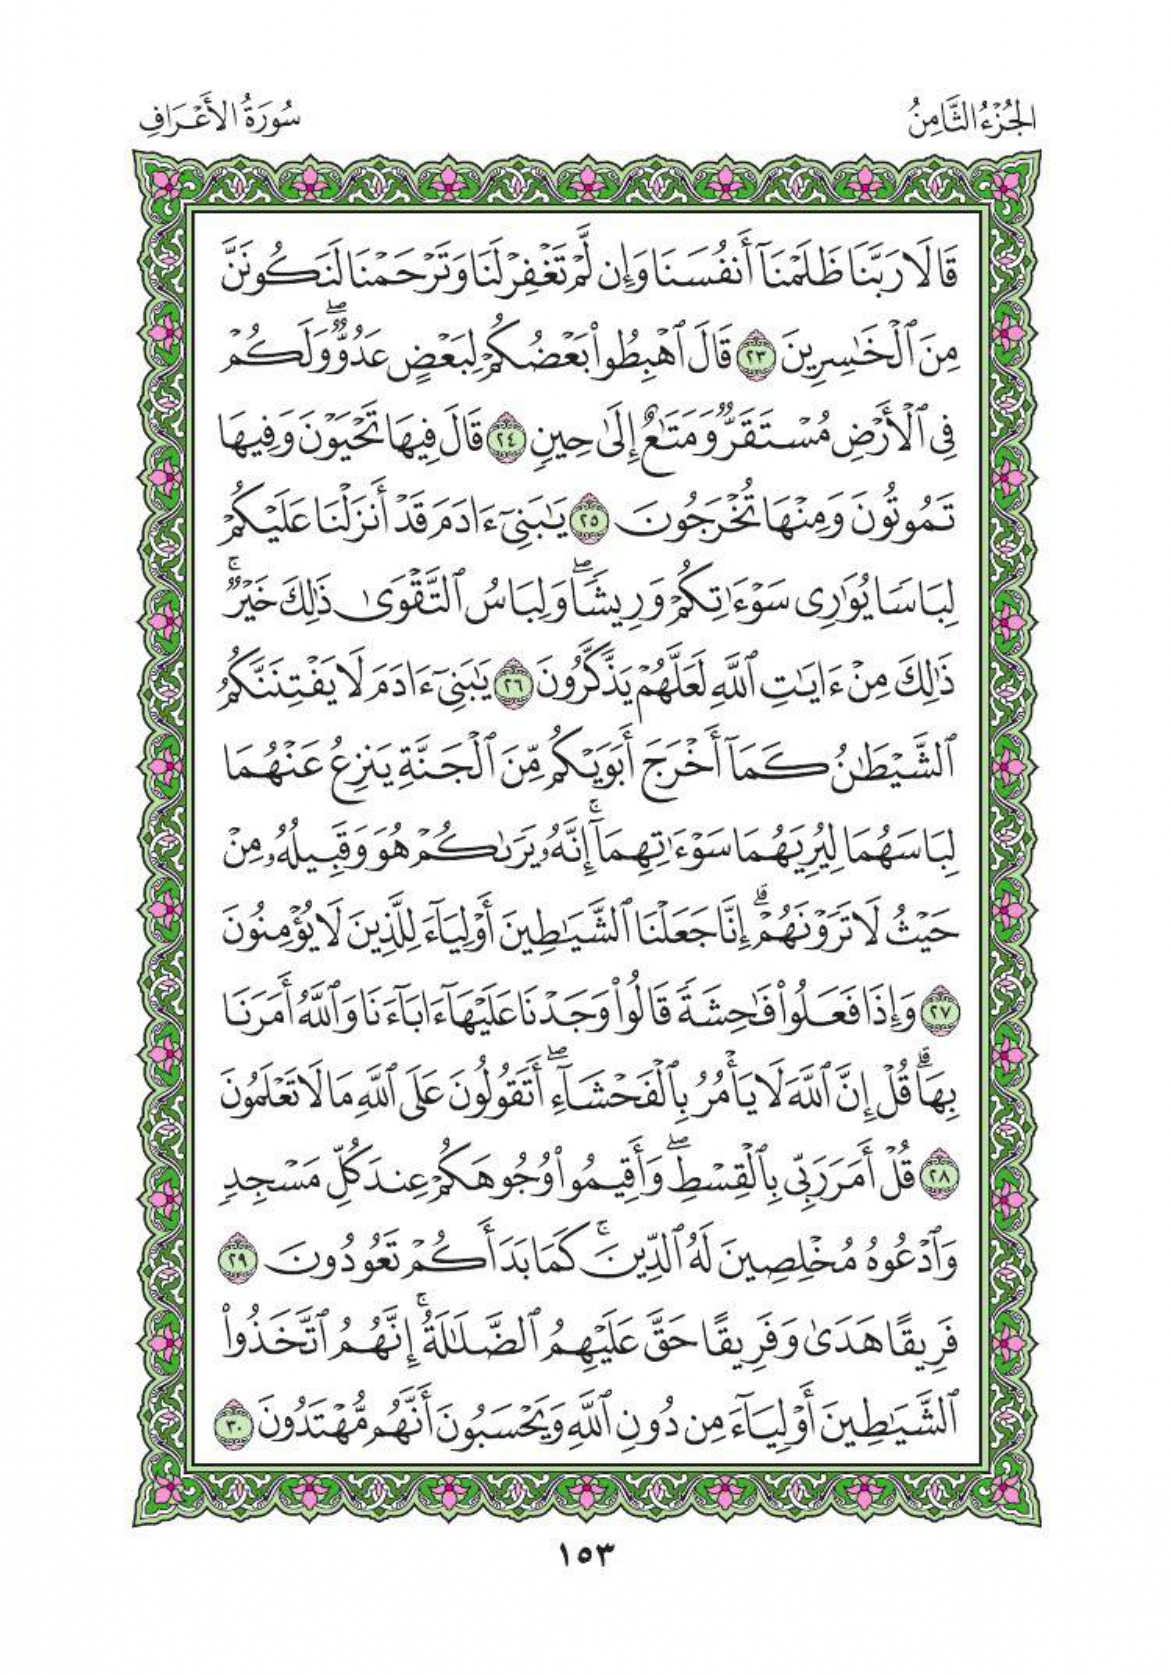 الجُزْءُ الثَّامِنُ
سُورَةُ الأَعْرَافِ
قَالَا رَبَّنَا ظَلَمْنَآ أَنفُسَنَا وَإِن لَّمْ تَغْفِرْ لَنَا وَتَرْحَمْنَا لَنَكُونَنَّ
مِنَ ٱلْخَـٰسِرِينَ ٢٣ قَالَ ٱهْبِطُوا۟ بَعْضُكُمْ لِبَعْضٍ عَدُوٌّ ۖ وَلَكُمْ
فِى ٱلْأَرْضِ مُسْتَقَرٌّ وَمَتَـٰعٌ إِلَىٰ حِينٍ ٢٤ قَالَ فِيهَا تَحْيَوْنَ وَفِيهَا
تَمُوتُونَ وَمِنْهَا تُخْرَجُونَ ٢٥ يَـٰبَنِىٓ ءَادَمَ قَدْ أَنزَلْنَا عَلَيْكُمْ
لِبَاسًا يُوَٰرِى سَوْءَٰتِكُمْ وَرِيشًا ۖ وَلِبَاسُ ٱلتَّقْوَىٰ ذَٰلِكَ خَيْرٌ ۚ
ذَٰلِكَ مِنْ ءَايَـٰتِ ٱللَّهِ لَعَلَّهُمْ يَذَّكَّرُونَ ٢٦ يَـٰبَنِىٓ ءَادَمَ لَا يَفْتِنَنَّكُمُ
ٱلشَّيْطَـٰنُ كَمَآ أَخْرَجَ أَبَوَيْكُم مِّنَ ٱلْجَنَّةِ يَنزِعُ عَنْهُمَا
لِبَاسَهُمَا لِيُرِيَهُمَا سَوْءَٰتِهِمَآ ۗ إِنَّهُۥ يَرَىٰكُمْ هُوَ وَقَبِيلُهُۥ مِنْ
حَيْثُ لَا تَرَوْنَهُمْ ۗ إِنَّا جَعَلْنَا ٱلشَّيَـٰطِينَ أَوْلِيَآءَ لِلَّذِينَ لَا يُؤْمِنُونَ
٢٧ وَإِذَا فَعَلُوا۟ فَـٰحِشَةً قَالُوا۟ وَجَدْنَا عَلَيْهَآ ءَابَآءَنَا وَٱللَّهُ أَمَرَنَا
بِهَا ۗ قُلْ إِنَّ ٱللَّهَ لَا يَأْمُرُ بِٱلْفَحْشَآءِ ۖ أَتَقُولُونَ عَلَى ٱللَّهِ مَا لَا تَعْلَمُونَ
٢٨ قُلْ أَمَرَ رَبِّى بِٱلْقِسْطِ ۖ وَأَقِيمُوا۟ وُجُوهَكُمْ عِندَ كُلِّ مَسْجِدٍ
وَٱدْعُوهُ مُخْلِصِينَ لَهُ ٱلدِّينَ ۚ كَمَا بَدَأَكُمْ تَعُودُونَ ٢٩
فَرِيقًا هَدَىٰ وَفَرِيقًا حَقَّ عَلَيْهِمُ ٱلضَّلَـٰلَةُ ۚ إِنَّهُمُ ٱتَّخَذُوا۟
ٱلشَّيَـٰطِينَ أَوْلِيَآءَ مِن دُونِ ٱللَّهِ وَيَحْسَبُونَ أَنَّهُم مُّهْتَدُونَ ٣٠
١٥٣